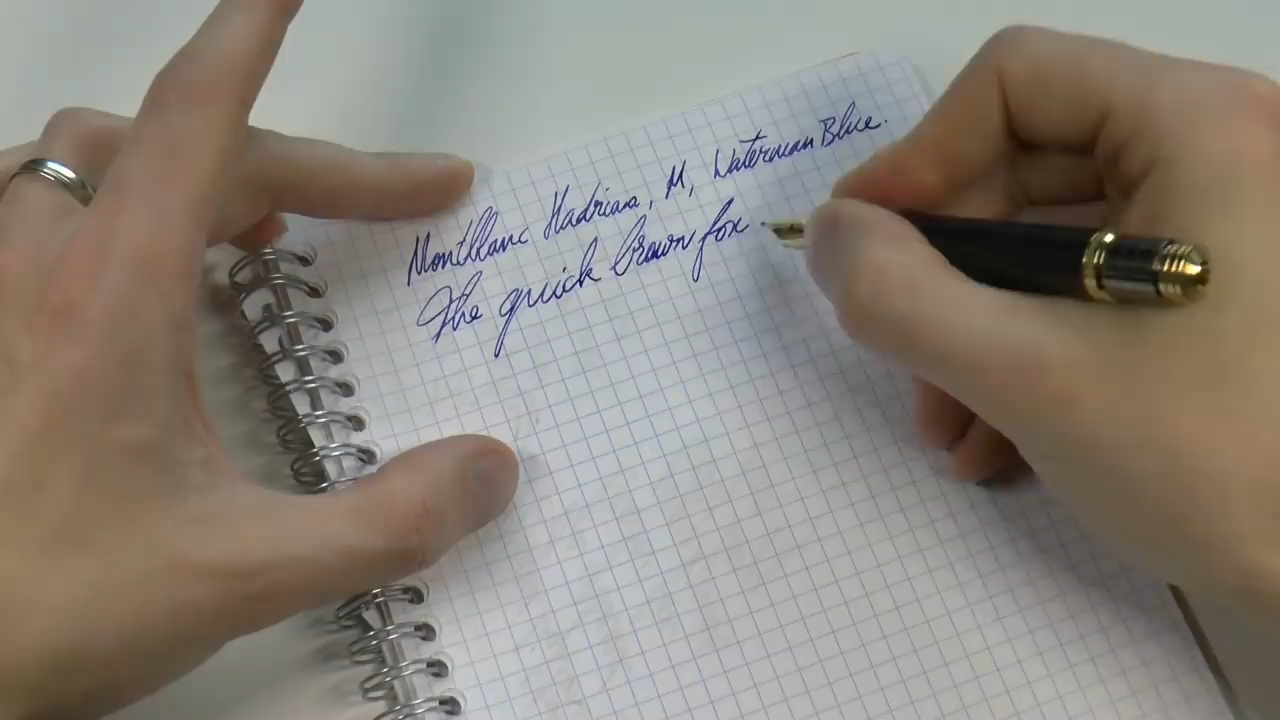 Montblanc Hadrian, M, Waterman Blue.
The quick brown fox